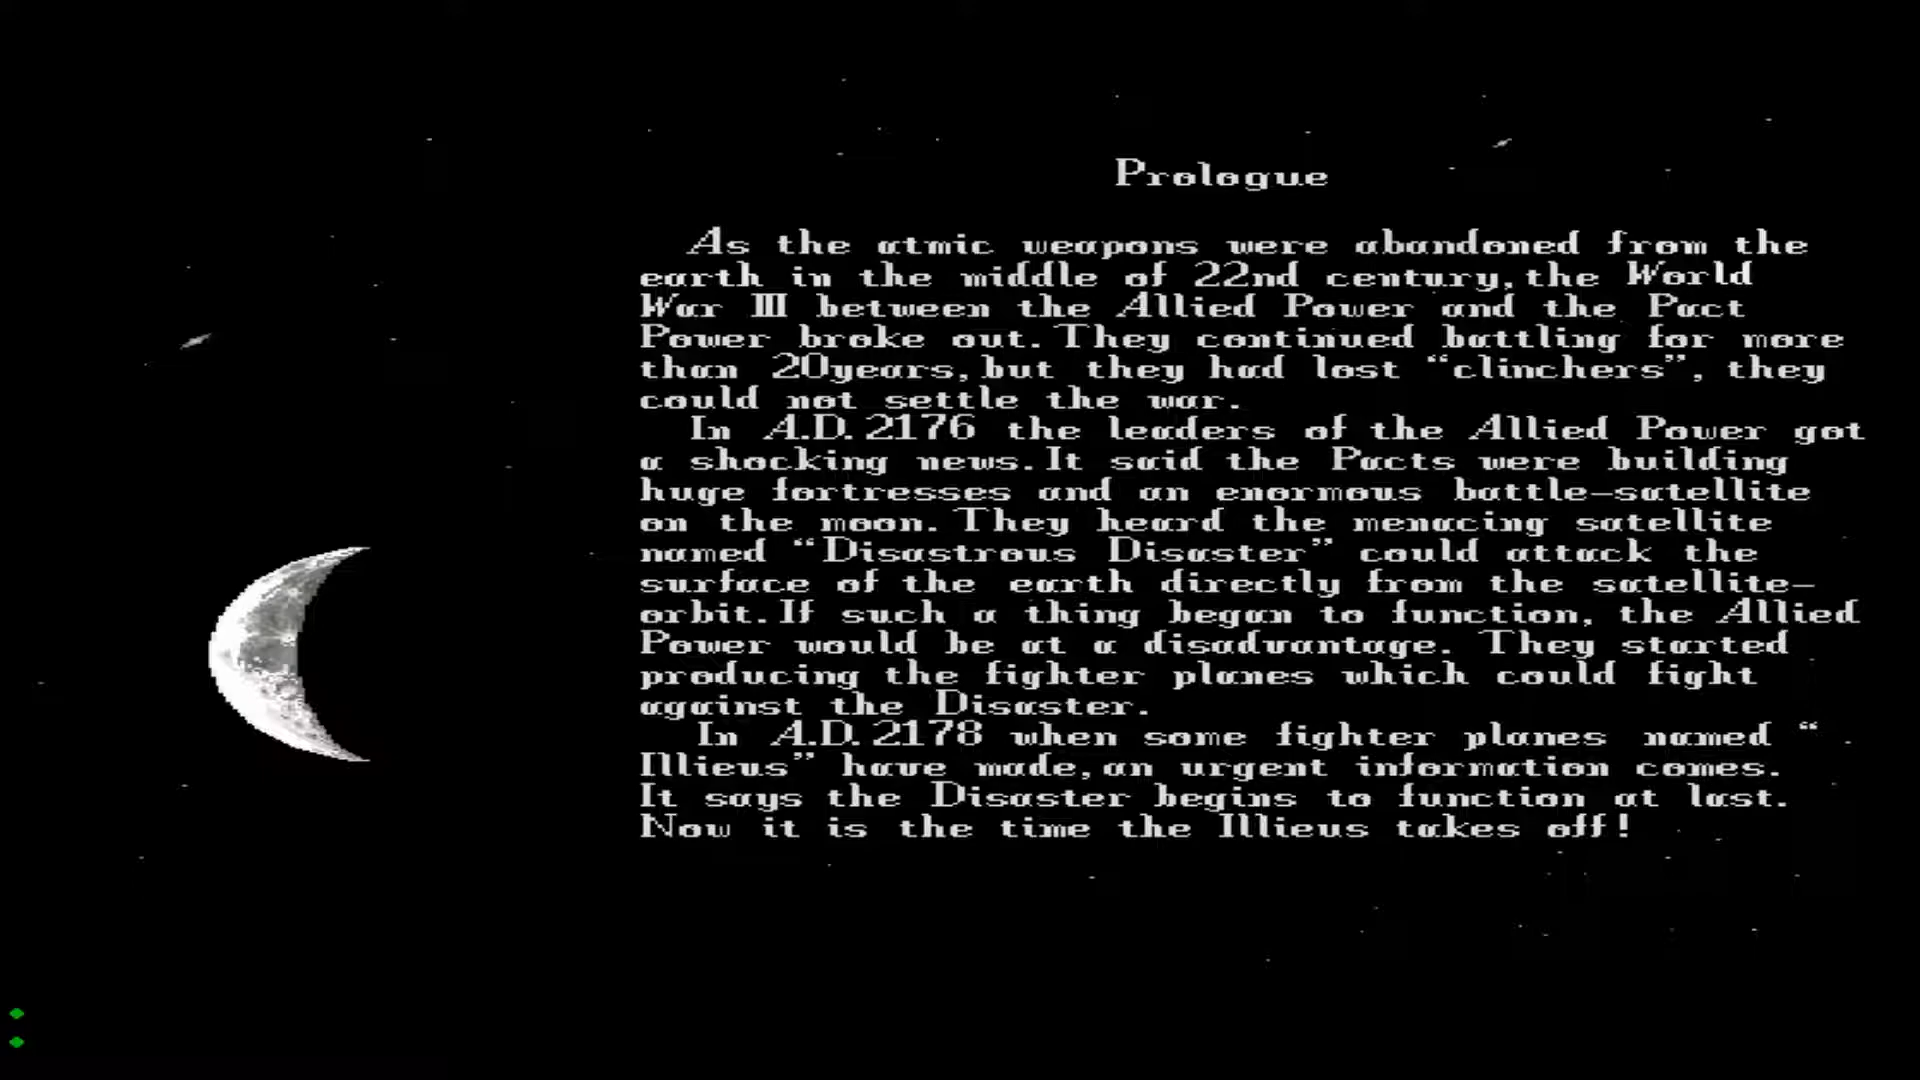 Prologue
As the atmic weapons were abandoned from the
earth in the middle of 22nd century, the World
War III between the Allied Power and the Pact
Power broke out. They continued battling for more
than 20years, but they had lost “clinchers”, they
could not settle the war.
In A.D. 2176 the leaders of the Allied Power got
a shocking news. It said the Pacts were building
huge fortresses and an enormous battle-satellite
on the moon. They heard the menacing satellite
named “Disastrous Disaster” could attack the
surface of the earth directly from the satellite-
orbit. If such a thing began to function, the Allied
Power would be at a disadvantage. They started
producing the fighter planes which could fight
against the Disaster.
In A.D. 2178 when some fighter planes named “
Illieus” have made, an urgent information comes.
It says the Disaster begins to function at last.
Now it is the time the Illieus takes off!